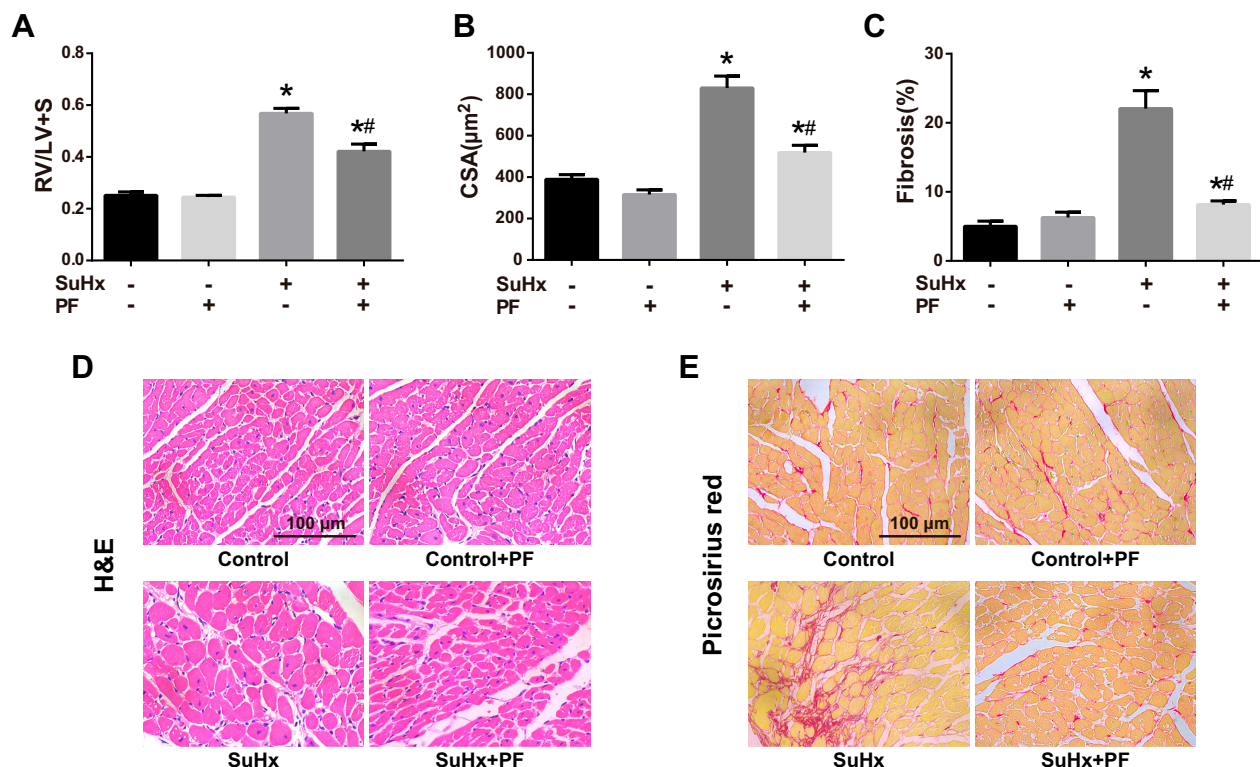 A
RV/LV+S
0.8
0.6
0.4
0.2
0.0
*
*#
SuHx - - + +
PF - + - +
B
CSA(μm²)
1000
800
600
400
200
0
*
*#
SuHx - - + +
PF - + - +
C
Fibrosis(%)
30
20
10
0
*
*#
SuHx - - + +
PF - + - +
D
H&E
100 μm
Control
Control+PF
SuHx
SuHx+PF
E
Picrosirius red
100 μm
Control
Control+PF
SuHx
SuHx+PF